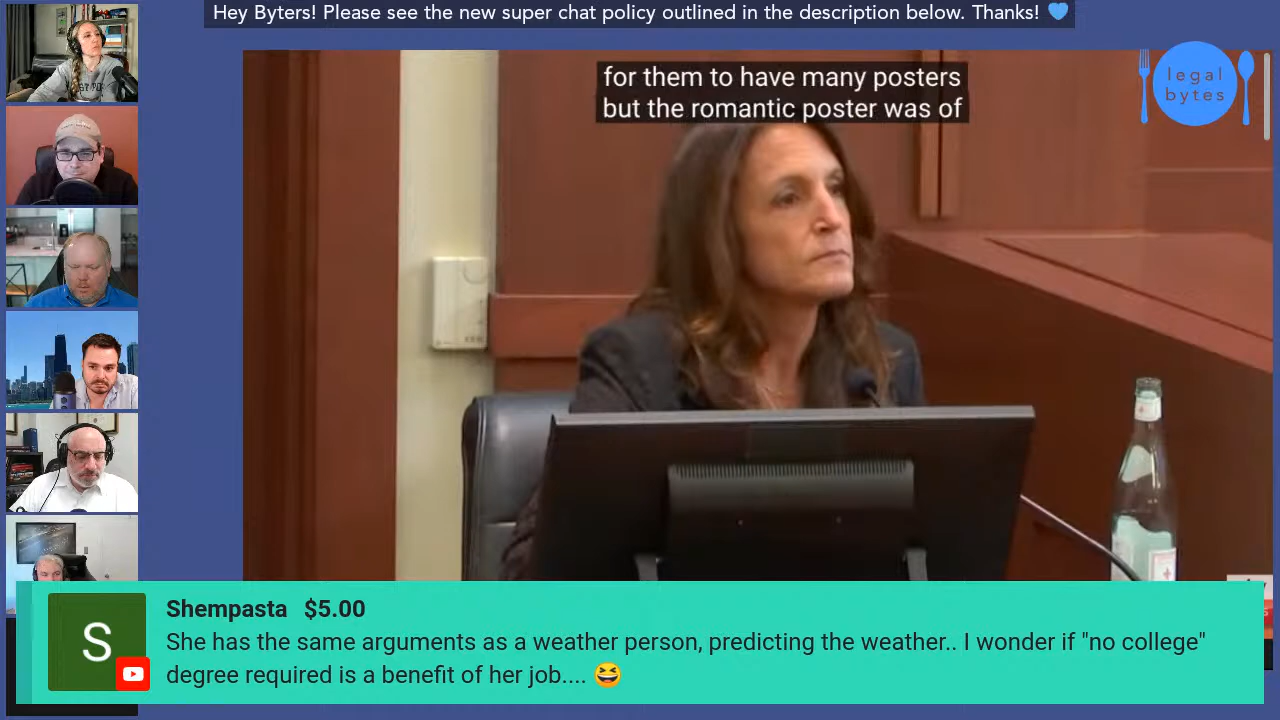 Hey Byters! Please see the new super chat policy outlined in the description below. Thanks! 💙
legal
bytes
for them to have many posters
but the romantic poster was of
S
Shempasta $5.00
She has the same arguments as a weather person, predicting the weather.. I wonder if "no college"
degree required is a benefit of her job.... 😆